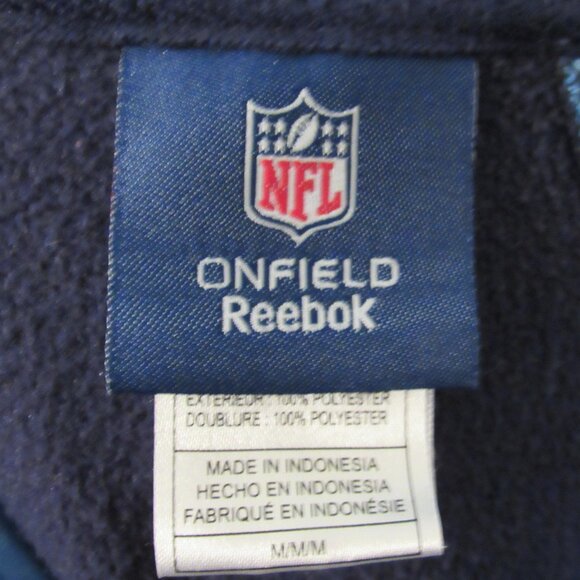 NFL
ONFIELD
Reebok
EXTÉRIEUR : 100% POLYESTER
DOUBLURE : 100% POLYESTER
MADE IN INDONESIA
HECHO EN INDONESIA
FABRIQUÉ EN INDONÉSIE
M/M/M